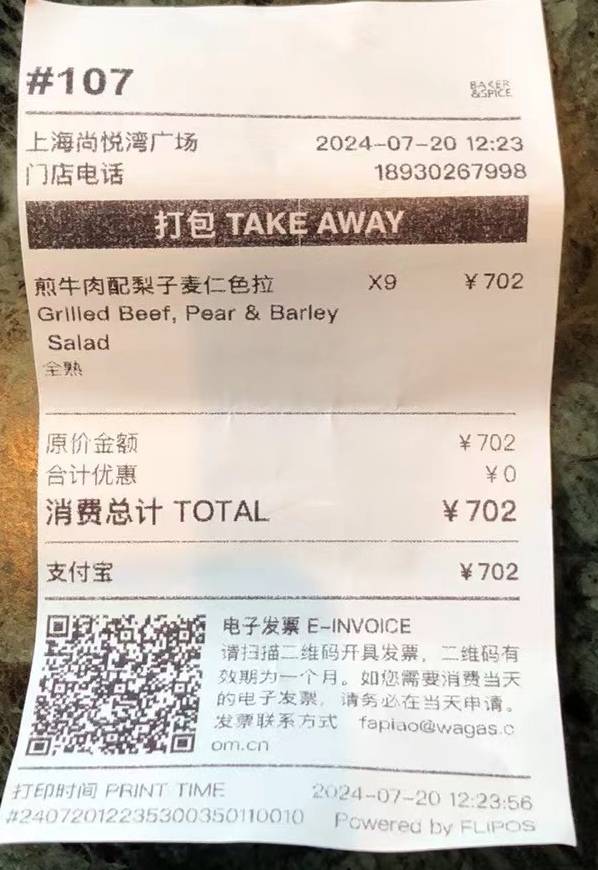 #107
BAKER
&SPICE
上海尚悦湾广场 2024-07-20 12:23
门店电话 18930267998
打包 TAKE AWAY
煎牛肉配梨子麦仁色拉 X9 ¥702
Grilled Beef, Pear & Barley
Salad
全熟
原价金额 ¥702
合计优惠 ¥0
消费总计 TOTAL ¥702
支付宝 ¥702
电子发票 E-INVOICE
请扫描二维码开具发票，二维码有
效期为一个月。如您需要消费当天
的电子发票，请务必在当天申请。
发票联系方式 fapiao@wagas.c
om.cn
打印时间 PRINT TIME 2024-07-20 12:23:56
#240720122353003501​10010 Powered by FLIPOS